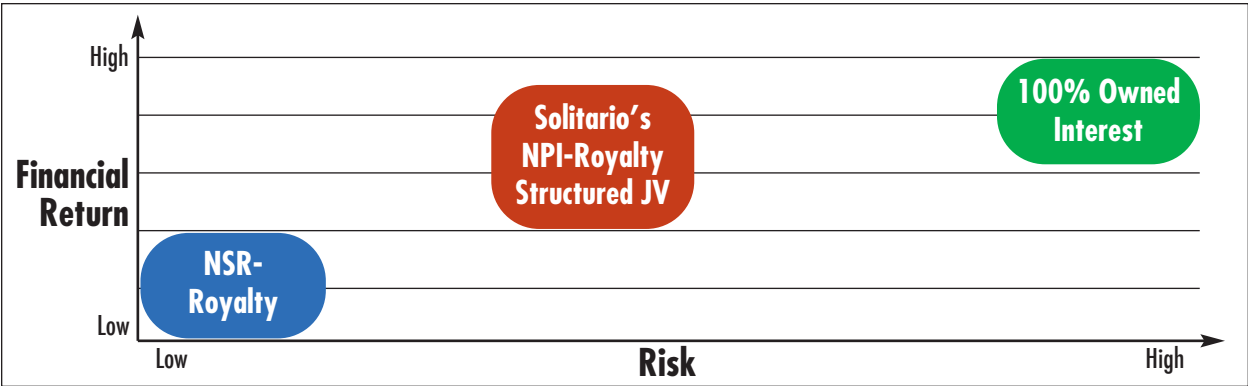 High
100% Owned
Interest
Solitario's
NPI-Royalty
Structured JV
Financial
Return
NSR-
Royalty
Low
Low
Risk
High